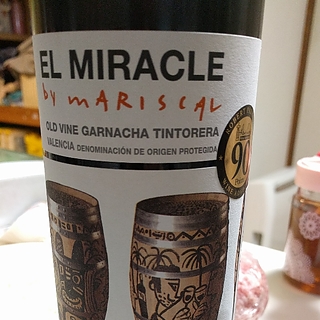 EL MIRACLE
by mARiSCAL
OLD VINE GARNACHA TINTORERA
VALENCIA DENOMINACIÓN DE ORIGEN PROTEGIDA
90